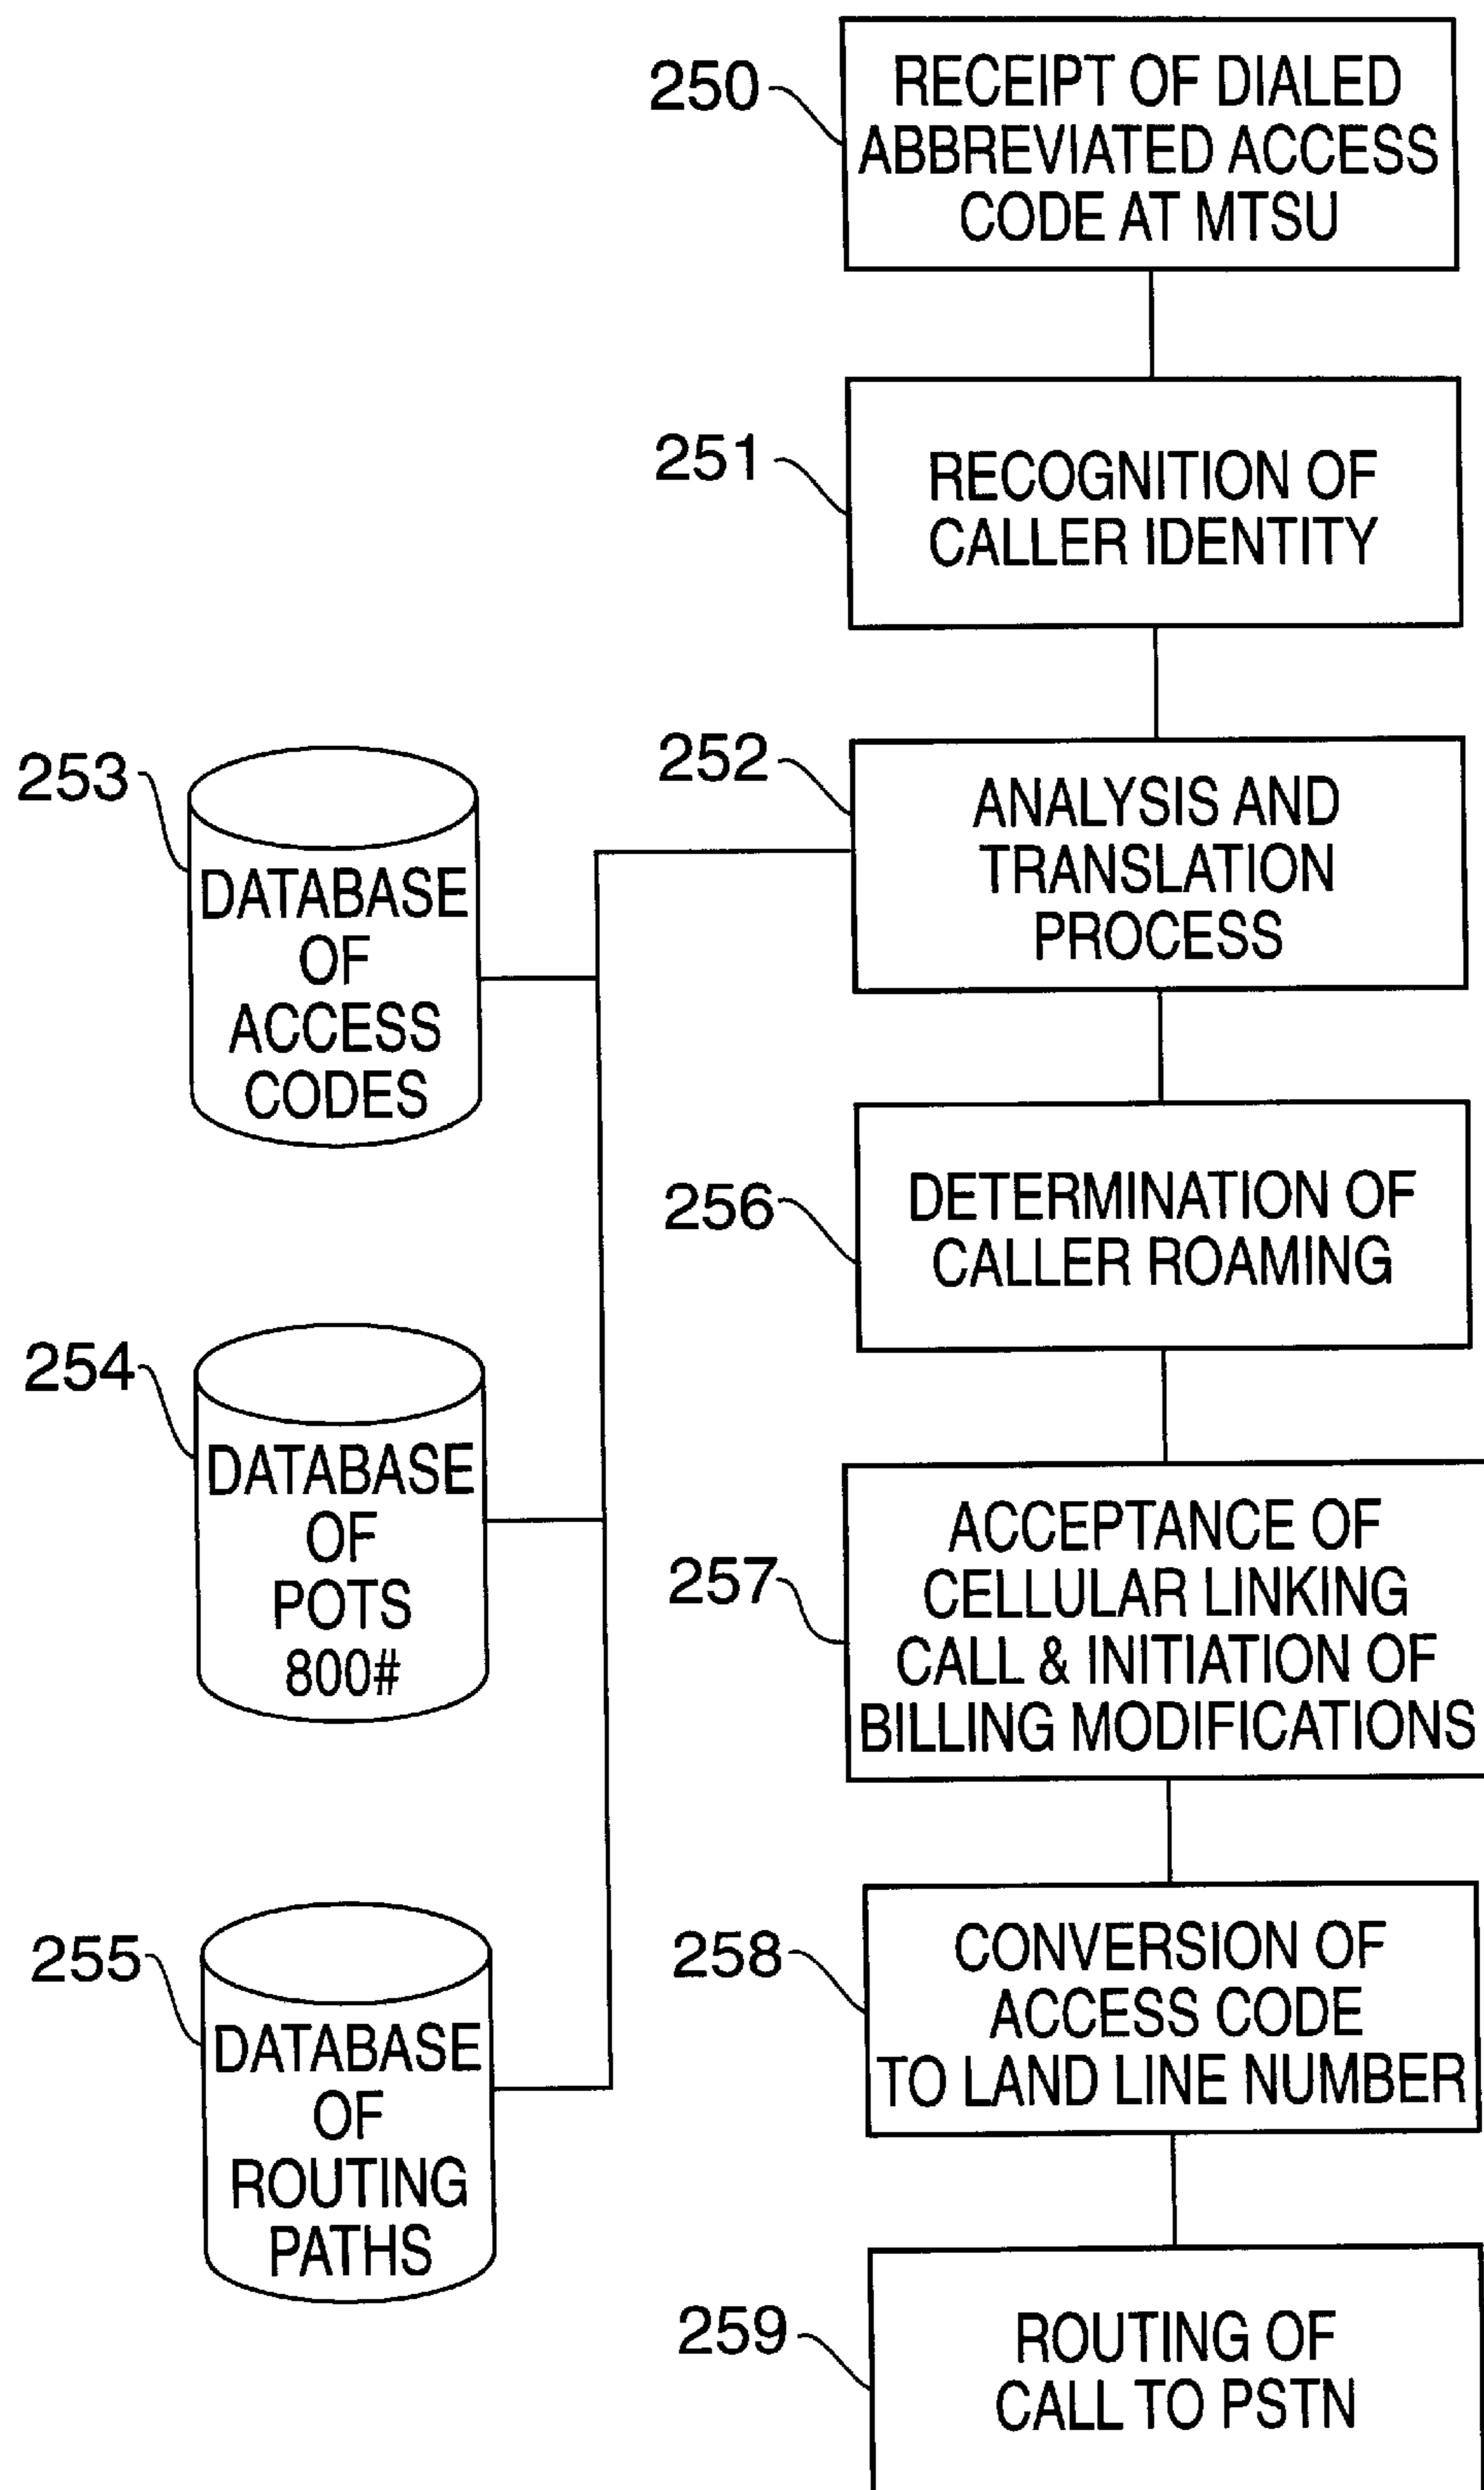 250
RECEIPT OF DIALED
ABBREVIATED ACCESS
CODE AT MTSU
251
RECOGNITION OF
CALLER IDENTITY
252
ANALYSIS AND
TRANSLATION
PROCESS
253
DATABASE
OF
ACCESS
CODES
256
DETERMINATION OF
CALLER ROAMING
254
DATABASE
OF
POTS
800#
257
ACCEPTANCE OF
CELLULAR LINKING
CALL & INITIATION OF
BILLING MODIFICATIONS
255
DATABASE
OF
ROUTING
PATHS
258
CONVERSION OF
ACCESS CODE
TO LAND LINE NUMBER
259
ROUTING OF
CALL TO PSTN